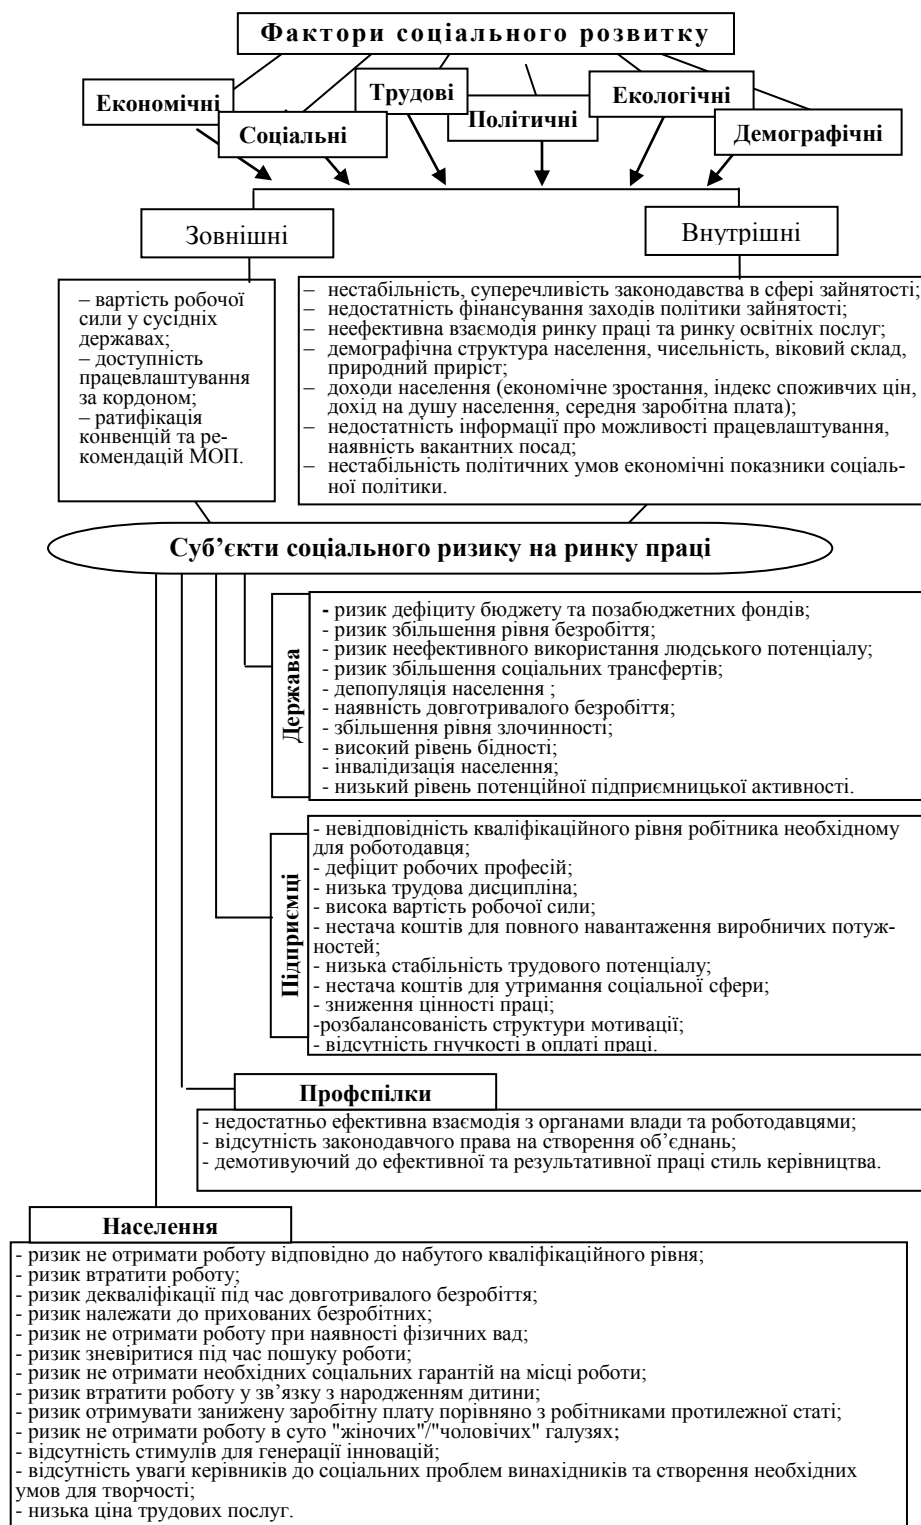 Фактори соціального розвитку
Економічні
Соціальні
Трудові
Політичні
Екологічні
Демографічні
Зовнішні
Внутрішні
– вартість робочої
сили у сусідніх
державах;
– доступність
працевлаштування
за кордоном;
– ратифікація
конвенцій та ре-
комендацій МОП.
– нестабільність, суперечливість законодавства в сфері зайнятості;
– недостатність фінансування заходів політики зайнятості;
– неефективна взаємодія ринку праці та ринку освітніх послуг;
– демографічна структура населення, чисельність, віковий склад,
природний приріст;
– доходи населення (економічне зростання, індекс споживчих цін,
дохід на душу населення, середня заробітна плата);
– недостатність інформації про можливості працевлаштування,
наявність вакантних посад;
– нестабільність політичних умов економічні показники соціаль-
ної політики.
Суб’єкти соціального ризику на ринку праці
Держава
- ризик дефіциту бюджету та позабюджетних фондів;
- ризик збільшення рівня безробіття;
- ризик неефективного використання людського потенціалу;
- ризик збільшення соціальних трансфертів;
- депопуляція населення ;
- наявність довготривалого безробіття;
- збільшення рівня злочинності;
- високий рівень бідності;
- інвалідизація населення;
- низький рівень потенційної підприємницької активності.
Підприємці
- невідповідність кваліфікаційного рівня робітника необхідному
для роботодавця;
- дефіцит робочих професій;
- низька трудова дисципліна;
- висока вартість робочої сили;
- нестача коштів для повного навантаження виробничих потуж-
ностей;
- низька стабільність трудового потенціалу;
- нестача коштів для утримання соціальної сфери;
- зниження цінності праці;
-розбалансованість структури мотивації;
- відсутність гнучкості в оплаті праці.
Профспілки
- недостатньо ефективна взаємодія з органами влади та роботодавцями;
- відсутність законодавчого права на створення об’єднань;
- демотивуючий до ефективної та результативної праці стиль керівництва.
Населення
- ризик не отримати роботу відповідно до набутого кваліфікаційного рівня;
- ризик втратити роботу;
- ризик декваліфікації під час довготривалого безробіття;
- ризик належати до прихованих безробітних;
- ризик не отримати роботу при наявності фізичних вад;
- ризик зневіритися під час пошуку роботи;
- ризик не отримати необхідних соціальних гарантій на місці роботи;
- ризик втратити роботу у зв’язку з народженням дитини;
- ризик отримувати занижену заробітну плату порівняно з робітниками протилежної статі;
- ризик не отримати роботу в суто "жіночих"/"чоловічих" галузях;
- відсутність стимулів для генерації інновацій;
- відсутність уваги керівників до соціальних проблем винахідників та створення необхідних
умов для творчості;
- низька ціна трудових послуг.